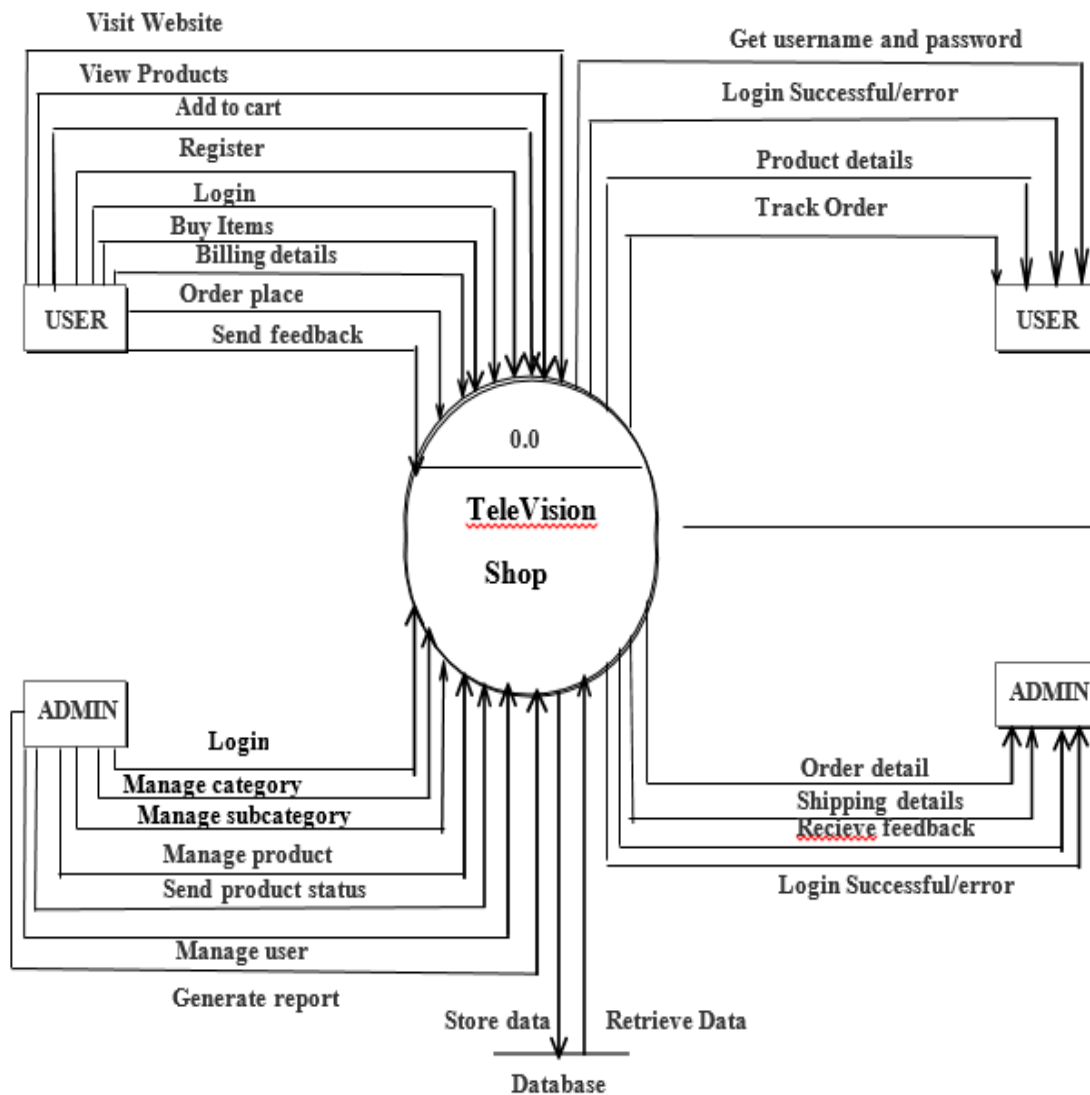 Visit Website
Get username and password
View Products
Login Successful/error
Add to cart
Register
Product details
Login
Track Order
Buy Items
Billing details
Order place
USER
USER
Send feedback
0.0
TeleVision
Shop
ADMIN
ADMIN
Login
Order detail
Manage category
Shipping details
Manage subcategory
Recieve feedback
Manage product
Login Successful/error
Send product status
Manage user
Generate report
Store data
Retrieve Data
Database